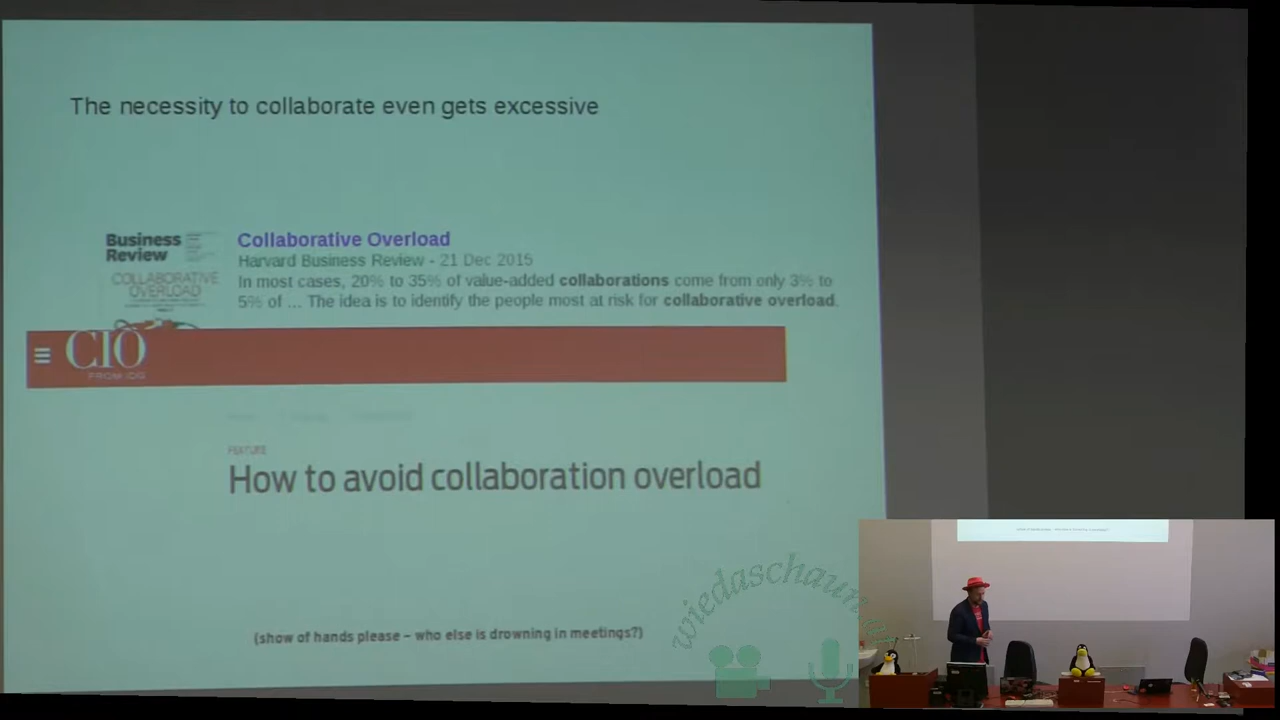 The necessity to collaborate even gets excessive
Business
Review
COLLABORATIVE
OVERLOAD
Collaborative Overload
Harvard Business Review - 21 Dec 2015
In most cases, 20% to 35% of value-added collaborations come from only 3% to
5% of ... The idea is to identify the people most at risk for collaborative overload.
CIO
FROM IDG
FEATURE
How to avoid collaboration overload
(show of hands please – who else is drowning in meetings?)